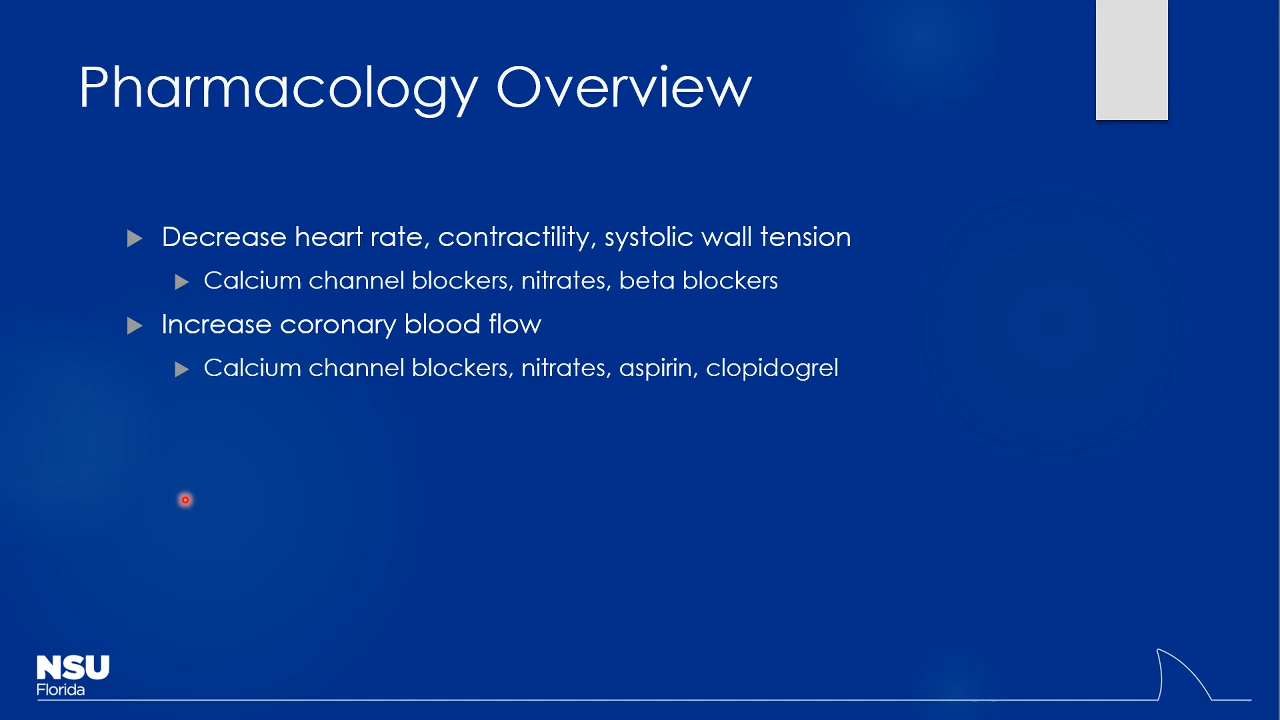 Pharmacology Overview
Decrease heart rate, contractility, systolic wall tension
Calcium channel blockers, nitrates, beta blockers
Increase coronary blood flow
Calcium channel blockers, nitrates, aspirin, clopidogrel
NSU
Florida